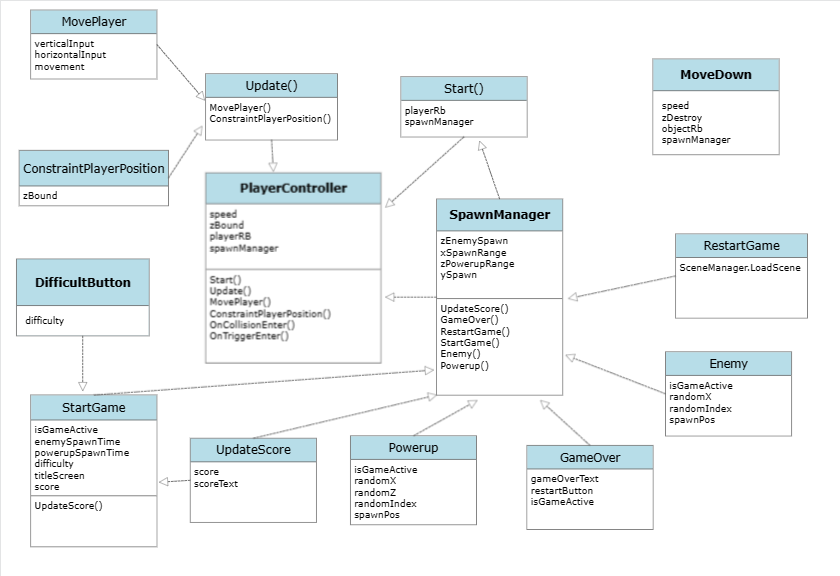 MovePlayer
verticalInput
horizontalInput
movement
Update()
MovePlayer()
ConstraintPlayerPosition()
Start()
playerRb
spawnManager
MoveDown
speed
zDestroy
objectRb
spawnManager
ConstraintPlayerPosition
zBound
PlayerController
speed
zBound
playerRB
spawnManager
Start()
Update()
MovePlayer()
ConstraintPlayerPosition()
OnCollisionEnter()
OnTriggerEnter()
SpawnManager
zEnemySpawn
xSpawnRange
zPowerupRange
ySpawn
UpdateScore()
GameOver()
RestartGame()
StartGame()
Enemy()
Powerup()
RestartGame
SceneManager.LoadScene
DifficultButton
difficulty
Enemy
isGameActive
randomX
randomIndex
spawnPos
StartGame
isGameActive
enemySpawnTime
powerupSpawnTime
difficulty
titleScreen
score
UpdateScore()
UpdateScore
score
scoreText
Powerup
isGameActive
randomX
randomZ
randomIndex
spawnPos
GameOver
gameOverText
restartButton
isGameActive